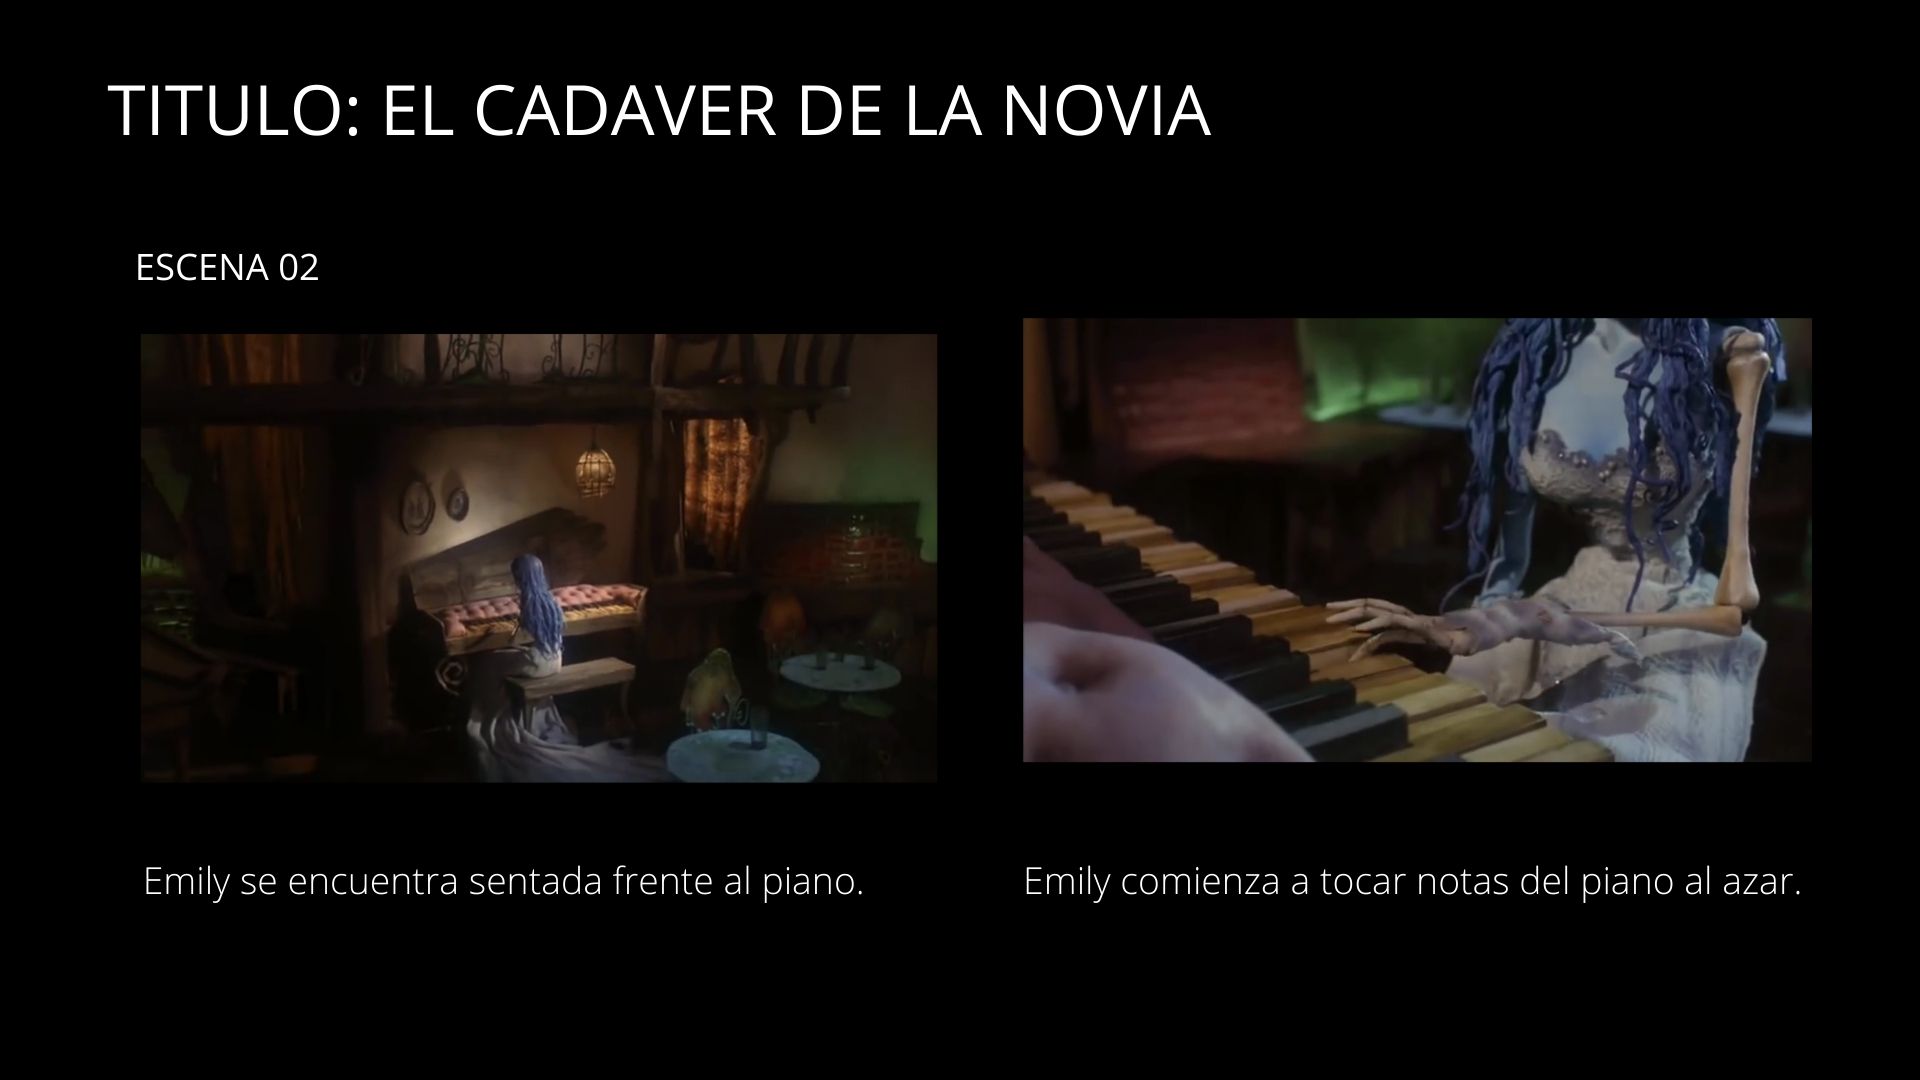 TITULO: EL CADAVER DE LA NOVIA
ESCENA 02
Emily se encuentra sentada frente al piano.
Emily comienza a tocar notas del piano al azar.